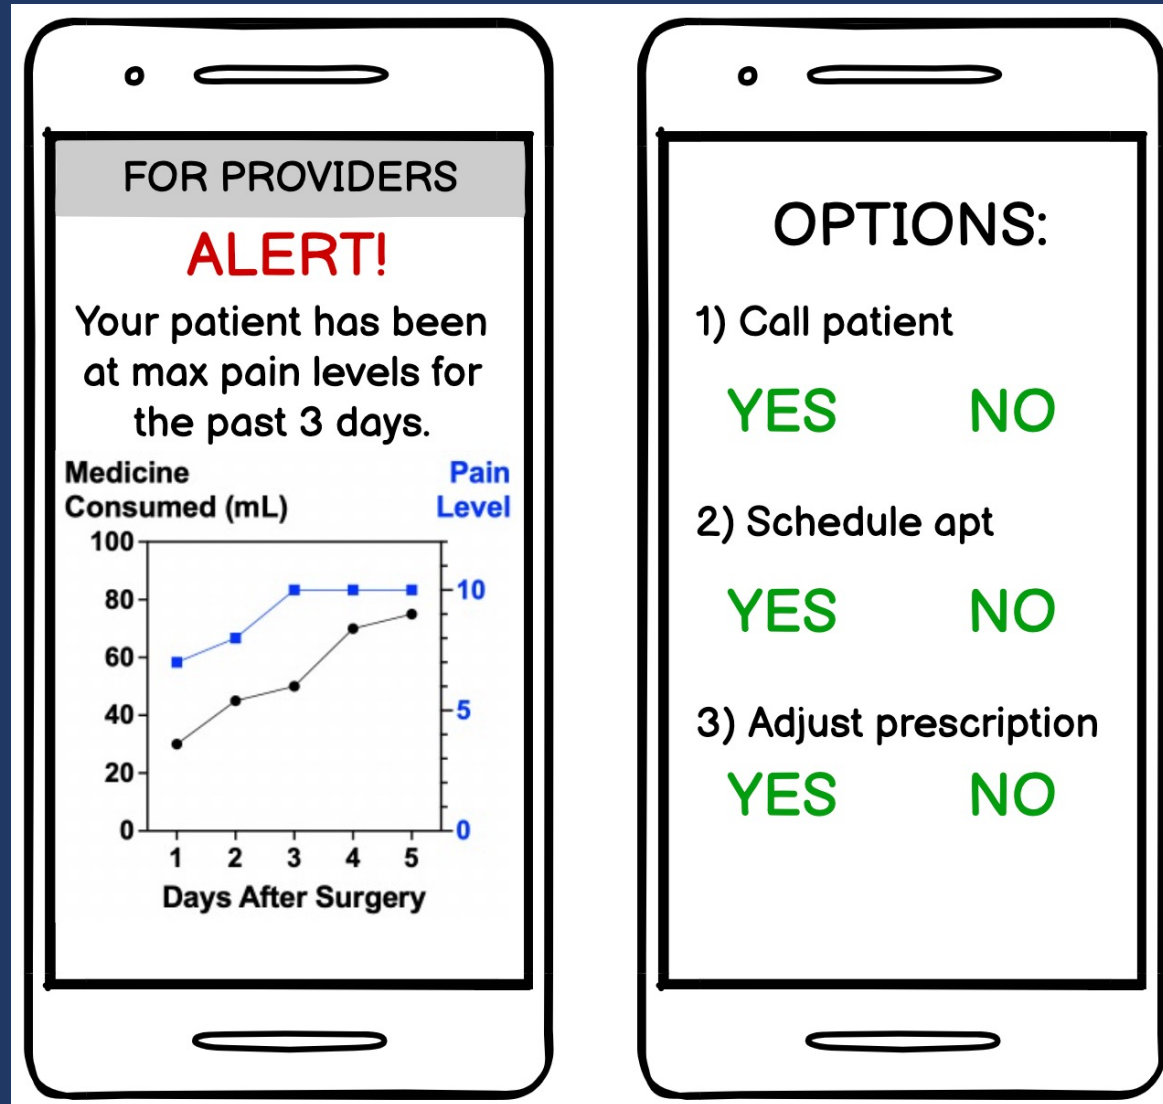 FOR PROVIDERS
ALERT!
Your patient has been
at max pain levels for
the past 3 days.
Medicine
Consumed (mL)
Pain
Level
100
80
60
40
20
0
10
5
0
1 2 3 4 5
Days After Surgery
OPTIONS:
1) Call patient
YES NO
2) Schedule apt
YES NO
3) Adjust prescription
YES NO